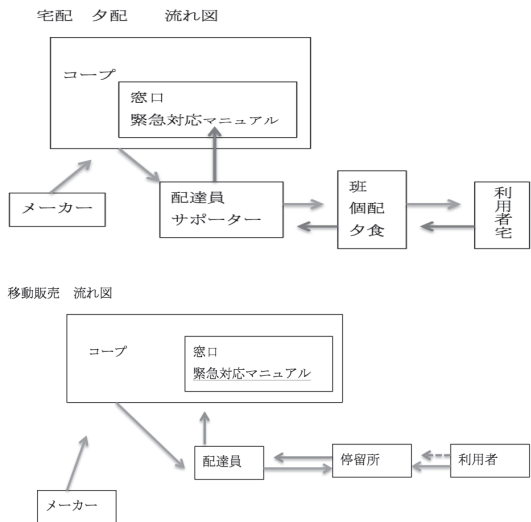 宅配　夕配　　流れ図
コープ
窓口
緊急対応マニュアル
メーカー
配達員
サポーター
班
個配
夕食
利用者宅
移動販売　流れ図
コープ
窓口
緊急対応マニュアル
配達員
停留所
利用者
メーカー